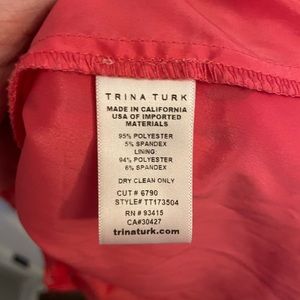 TRINA TURK
MADE IN CALIFORNIA
USA OF IMPORTED
MATERIALS
95% POLYESTER
5% SPANDEX
LINING:
94% POLYESTER
6% SPANDEX
DRY CLEAN ONLY
CUT # 6790
STYLE# TT173504
RN # 93415
CA#30427
trinaturk.com